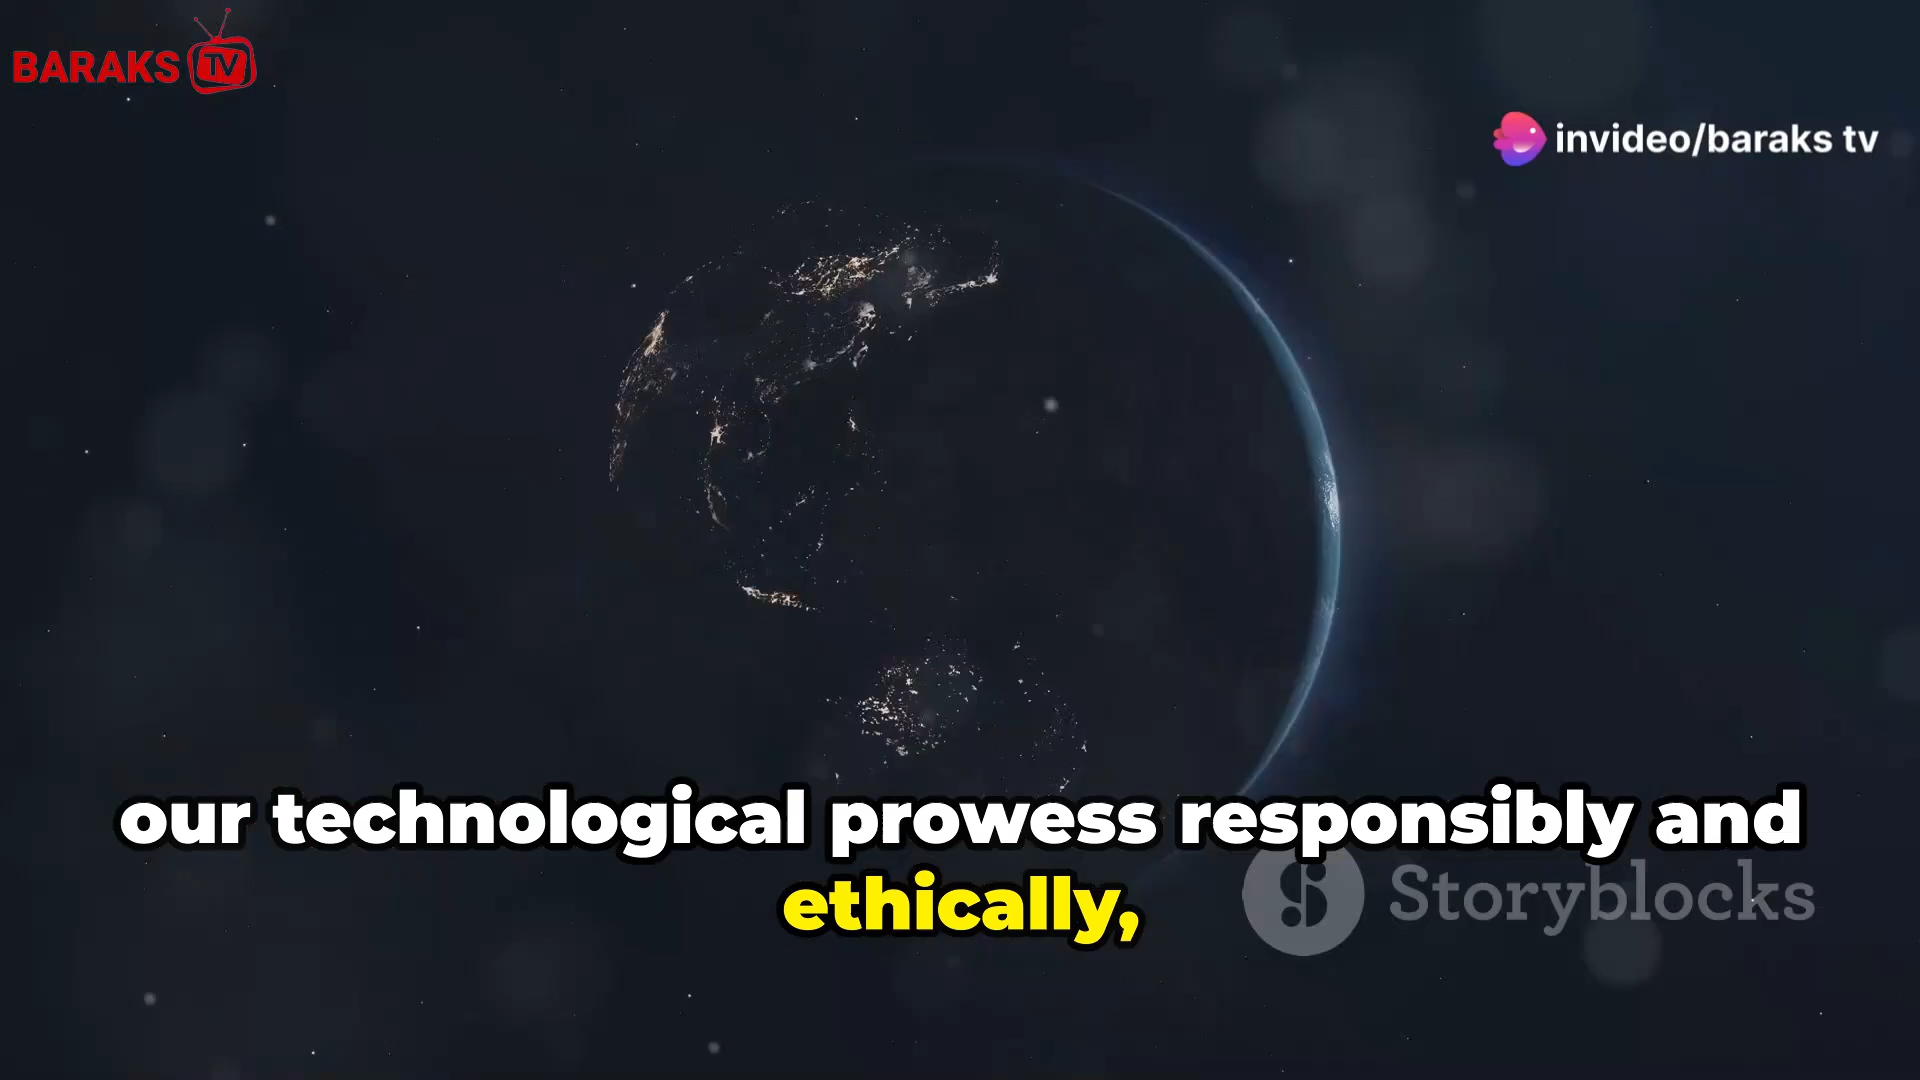 BARAKS TV
invideo/baraks tv
our technological prowess responsibly and
ethically,
Storyblocks